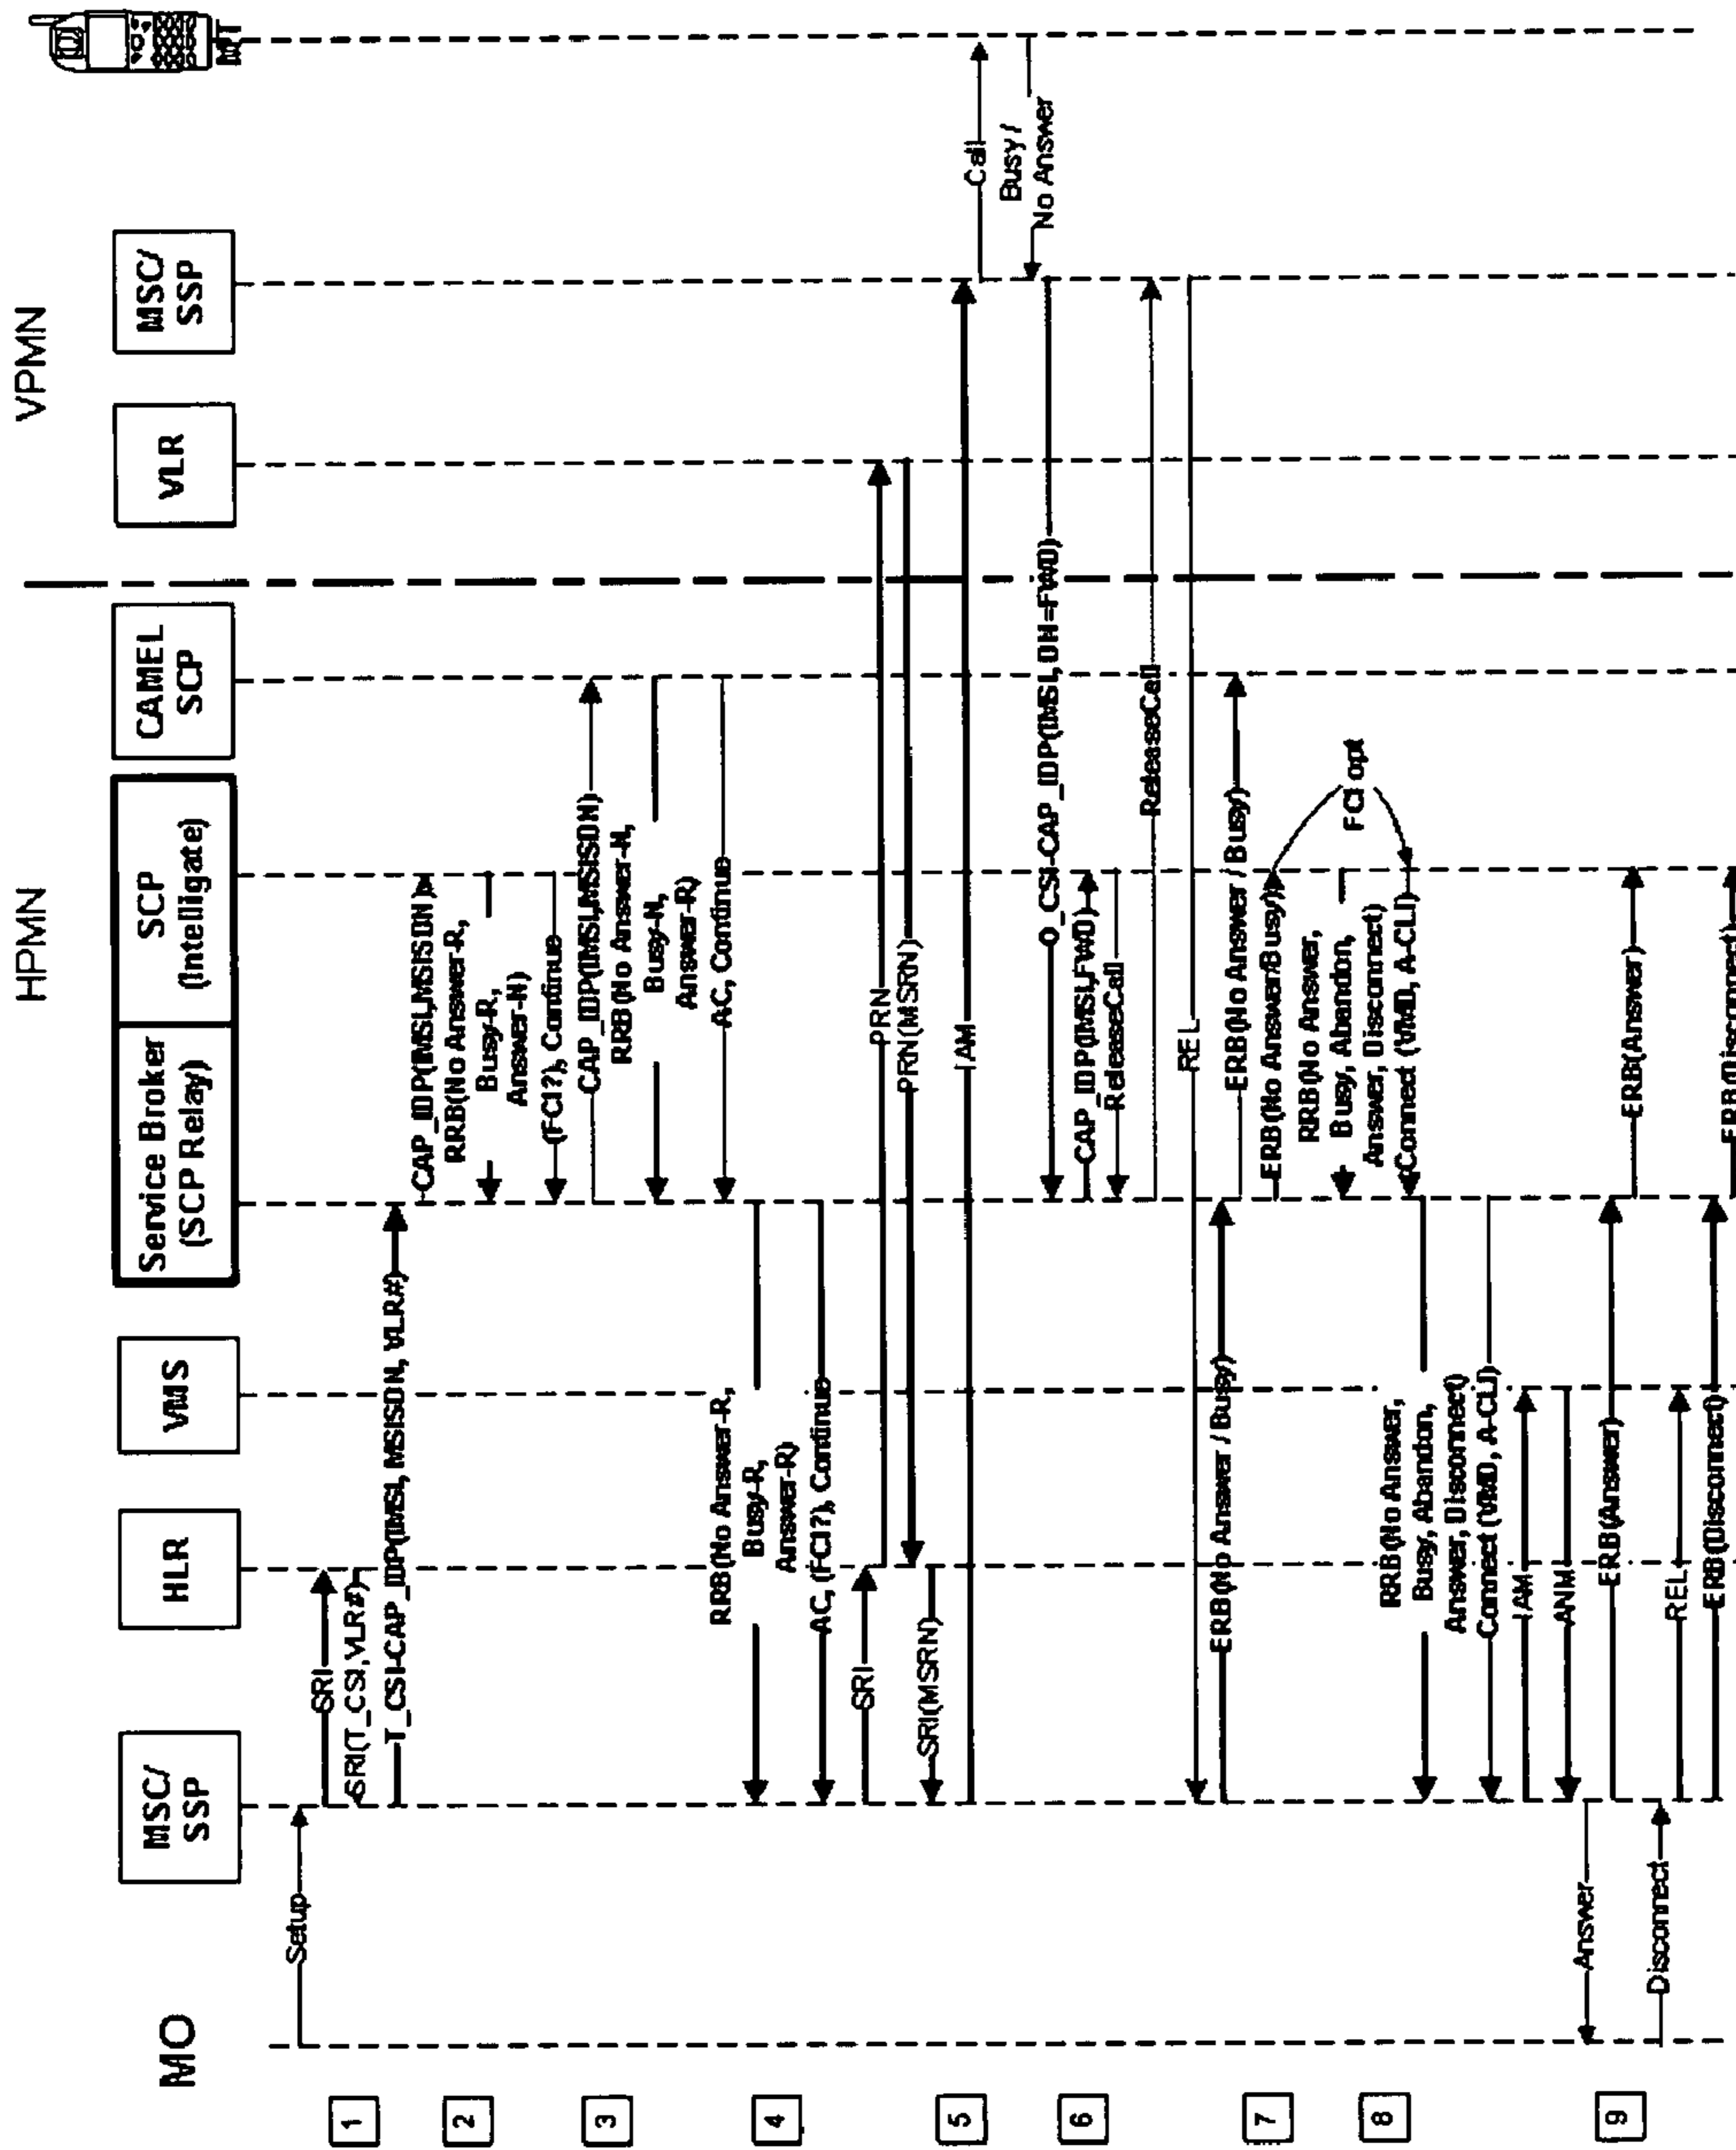 HPMN
VPMN
MO
MSC/
SSP
HLR
VMS
Service Broker
(SCP Relay)
SCP
(Intelligate)
CAMEL
SCP
VLR
MSC/
SSP
MT
1
Setup
SRI
SRI(T_CSI,VLR#)
T_CSI-CAP_IDP(IMSI, MSISDN, VLR#)
2
CAP_IDP(IMSI,MSISDN)
RRB(No Answer-R,
Busy-R,
Answer-N)
(FCI?), Continue
3
CAP_IDP(IMSI,MSISDN)
RRB(No Answer-N,
Busy-N,
Answer-R)
AC, Continue
4
RRB(No Answer-R,
Busy-R,
Answer-R)
AC, (FCI?), Continue
SRI
PRN
PRN(MSRN)
SRI(MSRN)
5
IAM
Call
Busy /
No Answer
6
O_CSI-CAP_IDP(IMSI, DN=FWD)
CAP_IDP(IMSI,FWD)
ReleaseCall
ReleaseCall
REL
7
ERB(No Answer / Busy)
ERB(No Answer / Busy)
ERB(No Answer/Busy)
FCI opt
8
RRB(No Answer,
Busy, Abandon,
Answer, Disconnect)
Connect (VMD, A-CLI)
RRB(No Answer,
Busy, Abandon,
Answer, Disconnect)
Connect (VMD, A-CLI)
IAM
ANM
9
Answer
ERB(Answer)
ERB(Answer)
Disconnect
REL
ERB(Disconnect)
ERB(Disconnect)